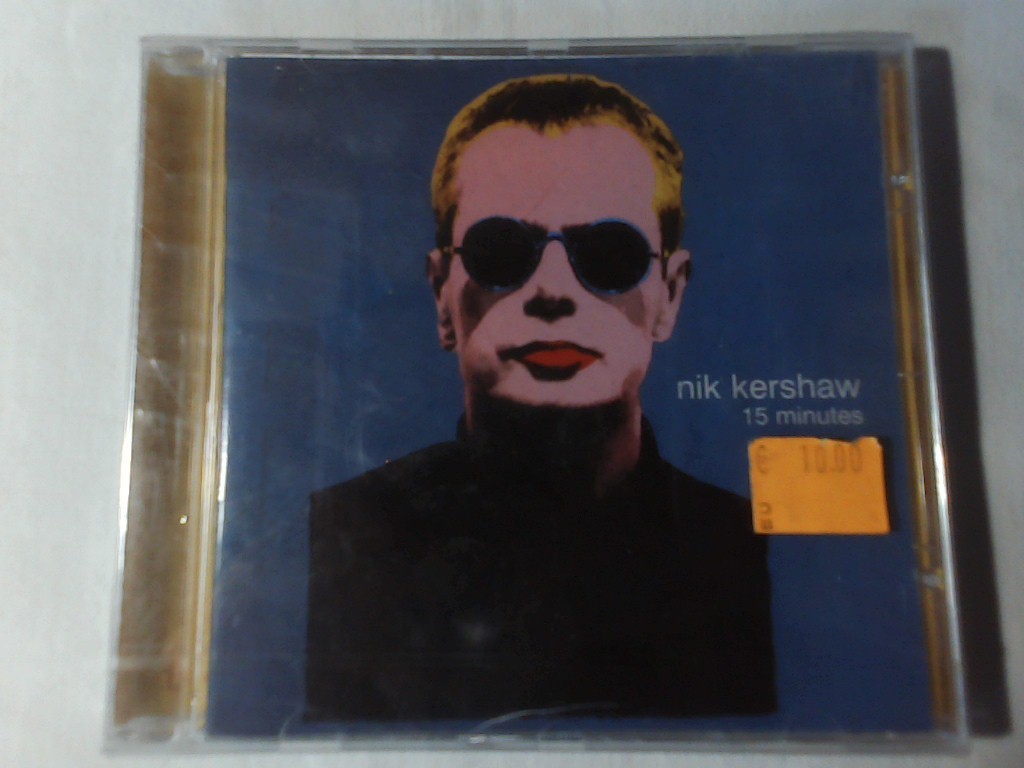 nik kershaw
15 minutes
€ 10.00